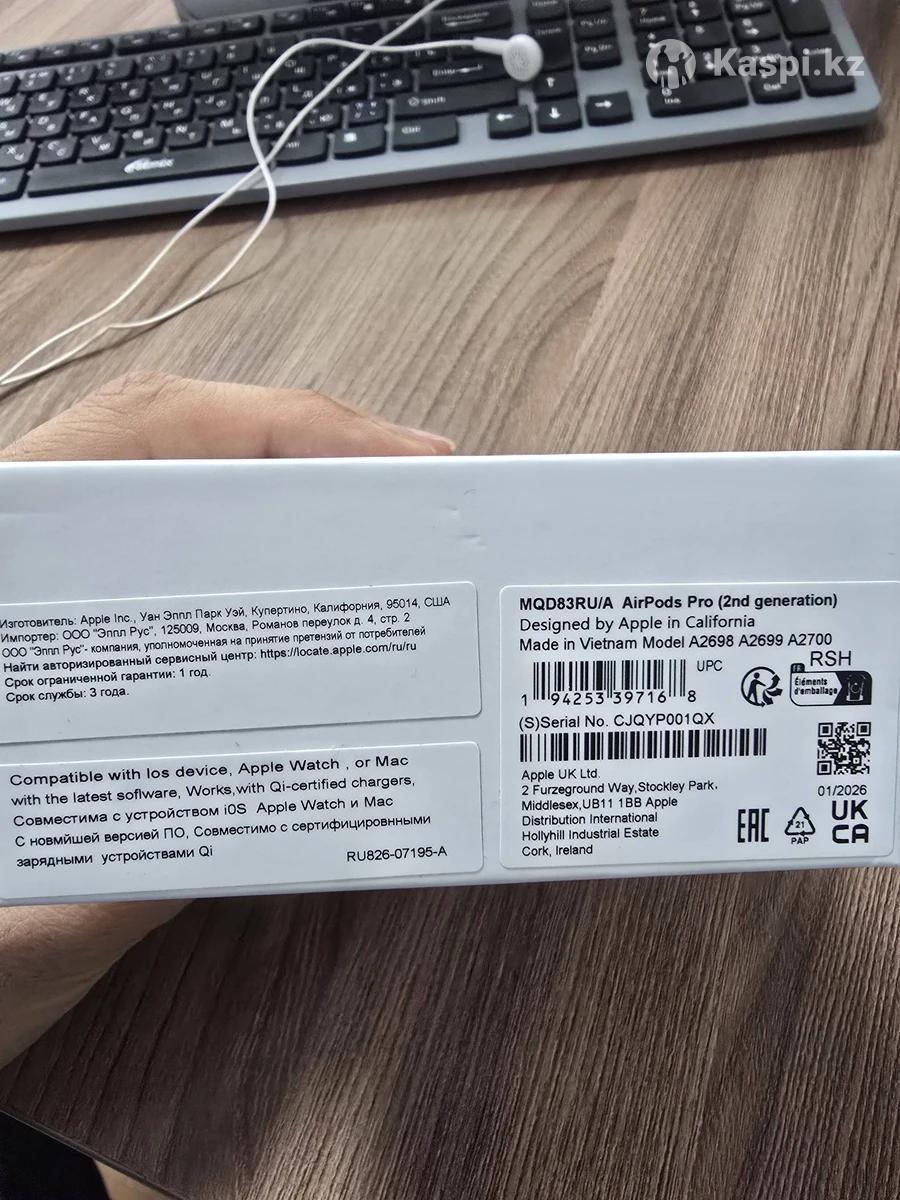 Kaspi.kz
Shift
Ctrl
Ins
Del
Изготовитель: Apple Inc., Уан Эппл Парк Уэй, Купертино, Калифорния, 95014, США
Импортер: ООО "Эппл Рус", 125009, Москва, Романов переулок д. 4, стр. 2
ООО "Эппл Рус"- компания, уполномоченная на принятие претензий от потребителей
Найти авторизированный сервисный центр: https://locate.apple.com/ru/ru
Срок ограниченной гарантии: 1 год.
Срок службы: 3 года.
Compatible with Ios device, Apple Watch , or Mac
with the latest soflware, Works,with Qi-certified chargers,
Совместима с устройством iOS Apple Watch и Mac
С новмйшей версией ПО, Совместимо с сертифицировнными
зарядными устройствами Qi
RU826-07195-A
MQD83RU/A AirPods Pro (2nd generation)
Designed by Apple in California
Made in Vietnam Model A2698 A2699 A2700
UPC
1 94253 39716 8
RSH
FR
Éléments
d'emballage
(S)Serial No. CJQYP001QX
Apple UK Ltd.
2 Furzeground Way,Stockley Park,
Middlesex,UB11 1BB Apple
Distribution International
Hollyhill Industrial Estate
Cork, Ireland
01/2026
EAC
21
PAP
UK
CA